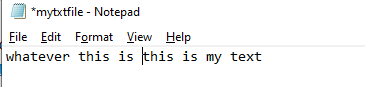 *mytxtfile - Notepad
File Edit Format View Help
whatever this is this is my text